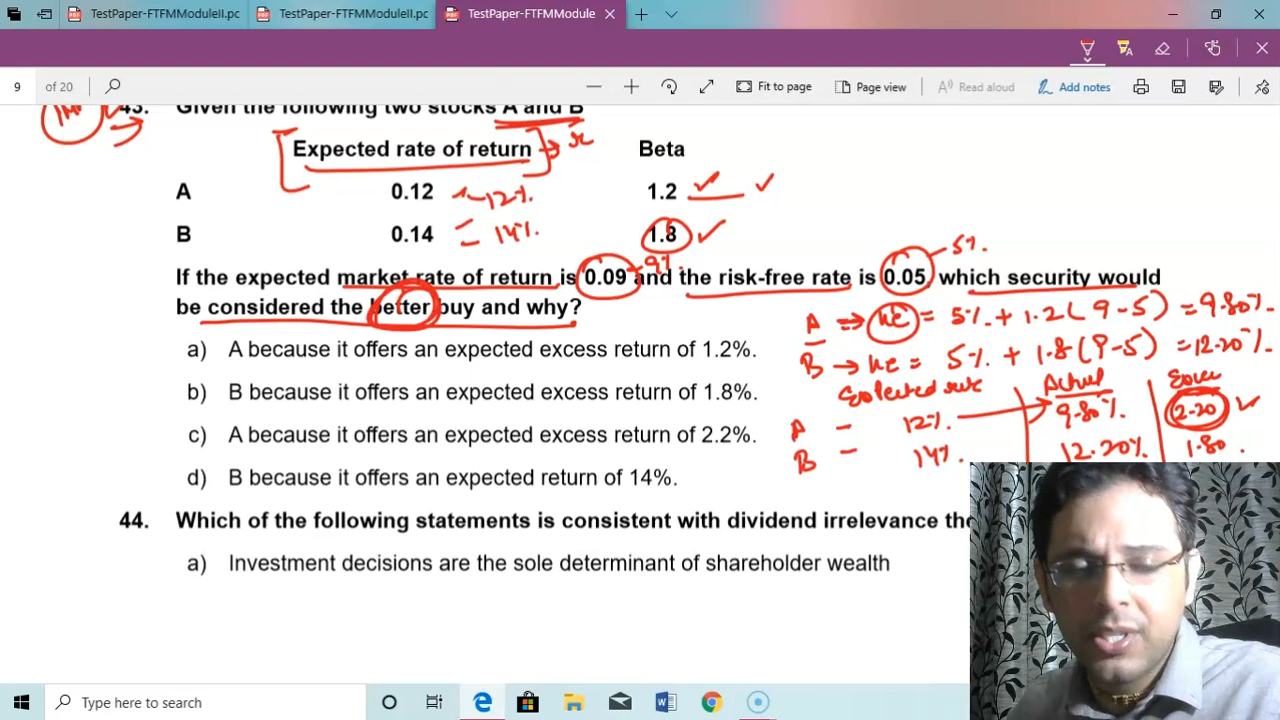 TestPaper-FTFMModuleII.pc
TestPaper-FTFMModuleII.pc
TestPaper-FTFMModule
9 of 20
Fit to page
Page view
Read aloud
Add notes
43. Given the following two stocks A and B
Expected rate of return Beta
A 0.12 12%. 1.2
B 0.14 = 14%. 1.8
9%. 5%.
If the expected market rate of return is 0.09 and the risk-free rate is 0.05, which security would
be considered the better buy and why?
A ⇒ ke = 5%. + 1.2 (9-5) = 9.80%.
B → ke = 5%. + 1.8 (9-5) = 12.20%.
a) A because it offers an expected excess return of 1.2%.
b) B because it offers an expected excess return of 1.8%.
c) A because it offers an expected excess return of 2.2%.
d) B because it offers an expected return of 14%.
Expected rate Actual
A - 12%. 9.80%. 2.20
B - 14%. 12.20%. 1.80
44. Which of the following statements is consistent with dividend irrelevance
a) Investment decisions are the sole determinant of shareholder wealth
Type here to search